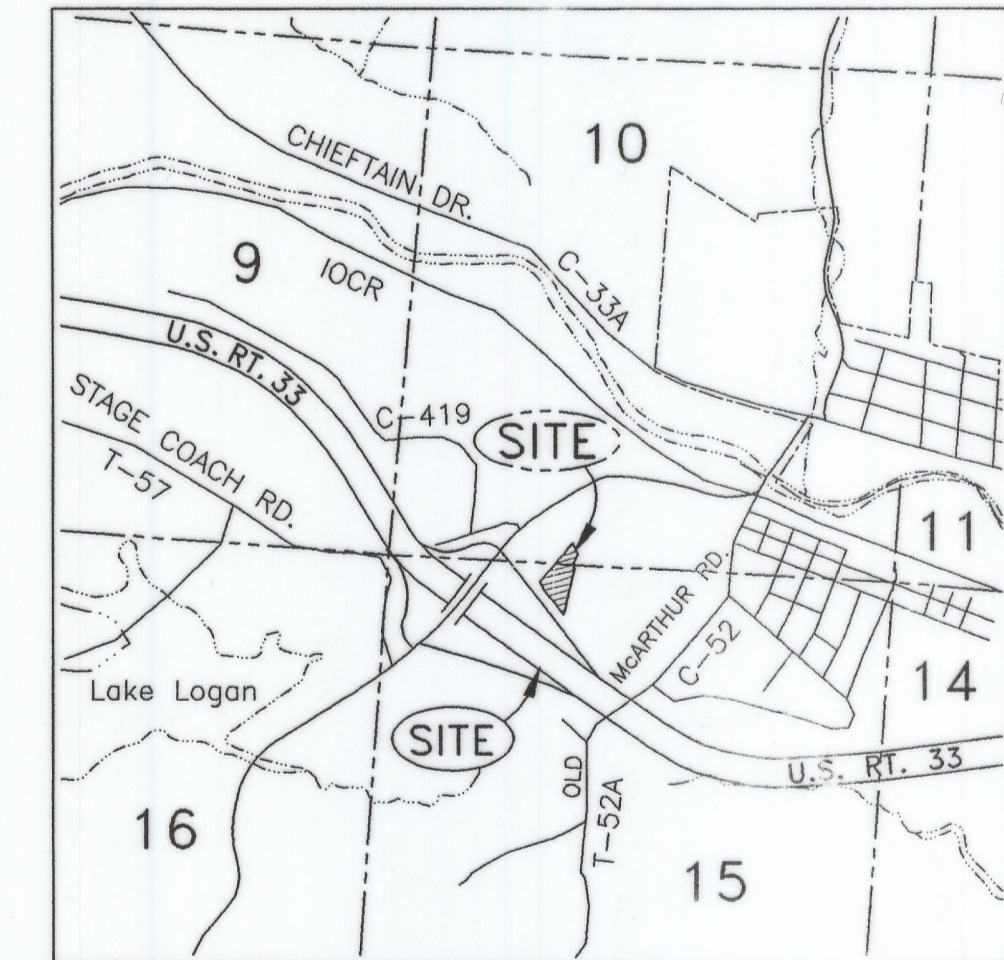 10
CHIEFTAIN DR.
9
IOCR
C-33A
U.S. RT. 33
STAGE COACH RD.
T-57
C-419
SITE
11
McARTHUR RD.
C-52
14
Lake Logan
SITE
OLD
T-52A
U.S. RT. 33
16
15